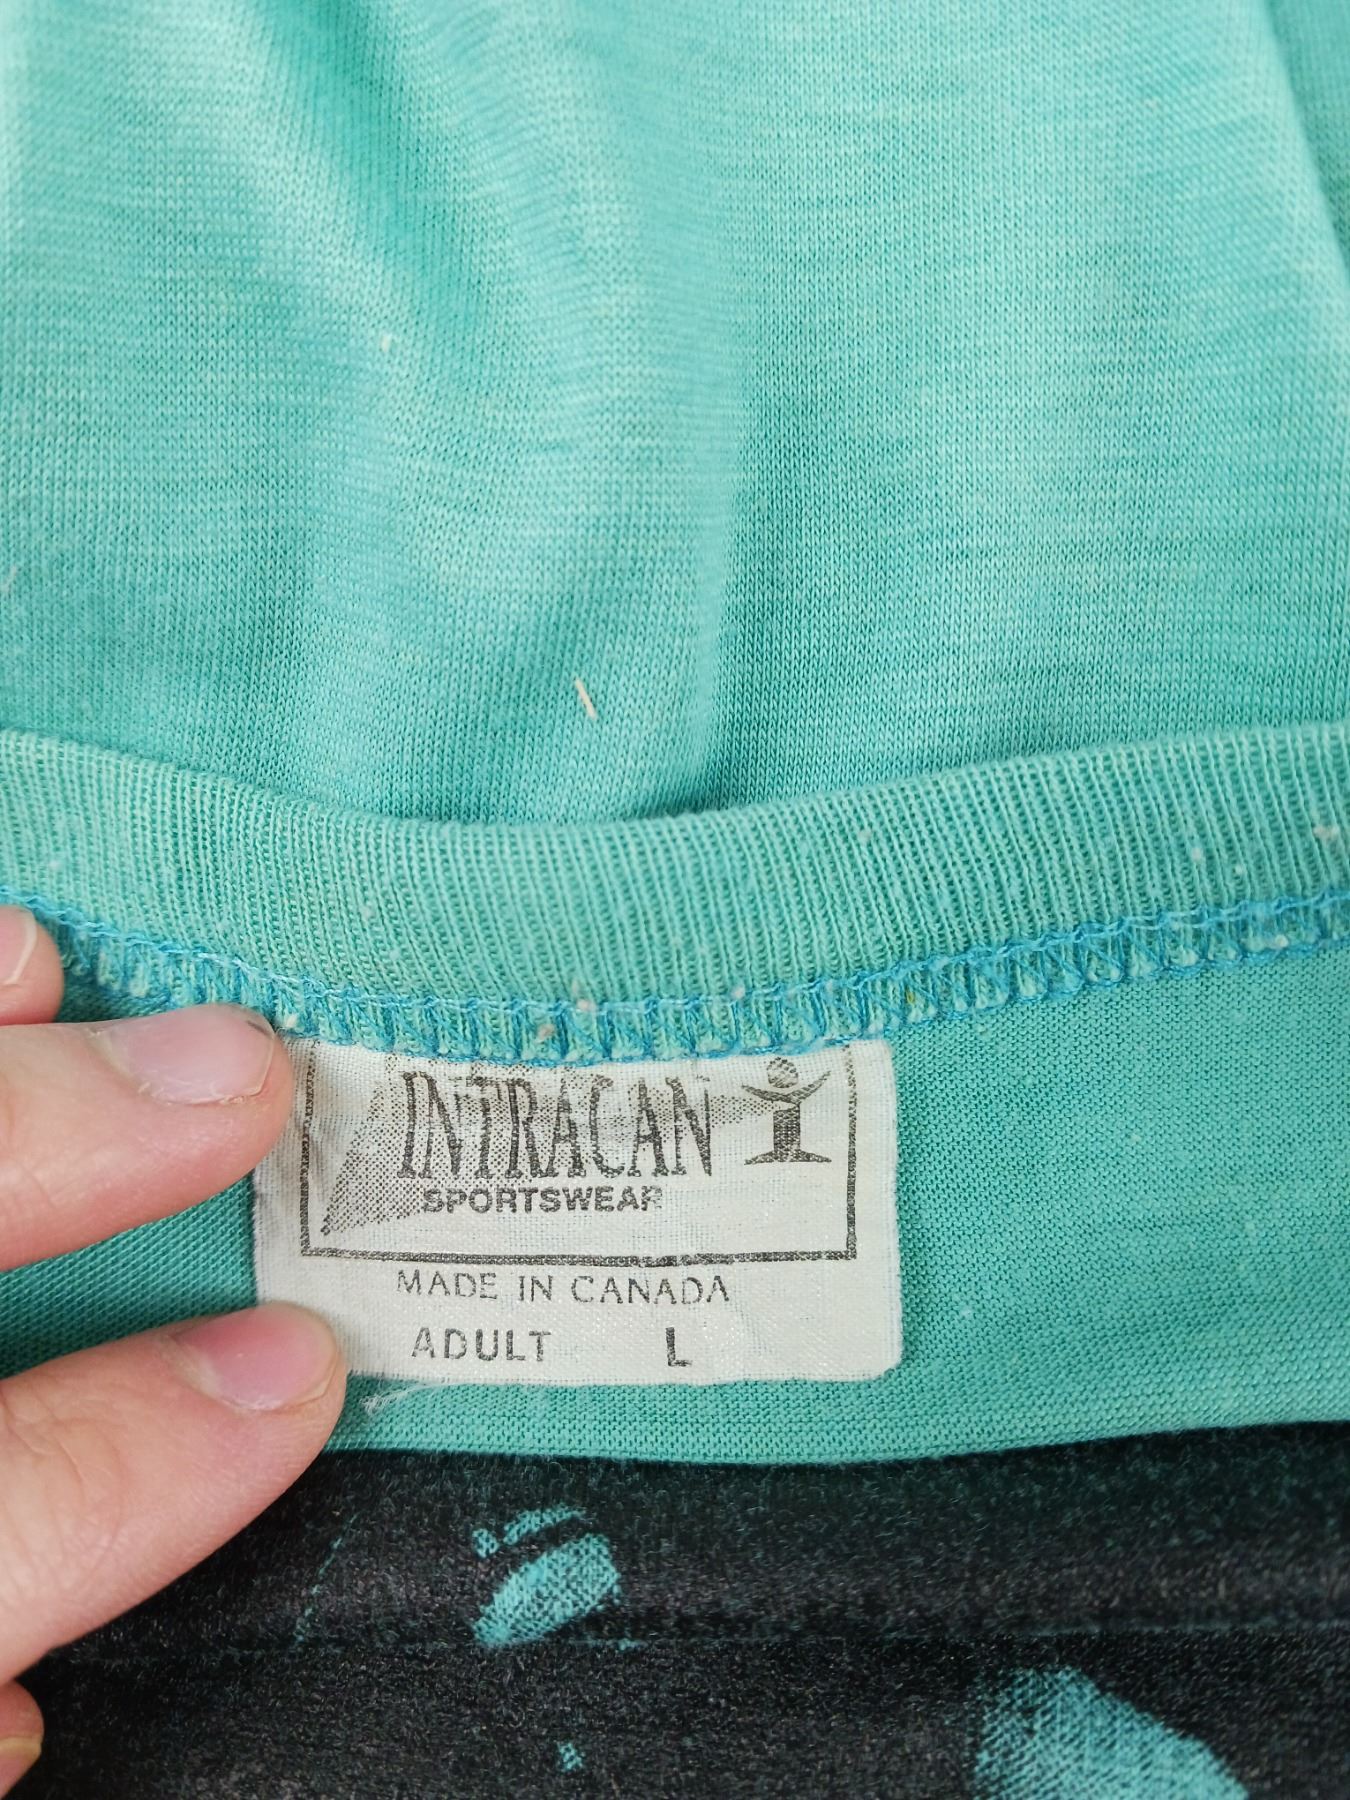 INTRACAN
SPORTSWEAR
MADE IN CANADA
ADULT L